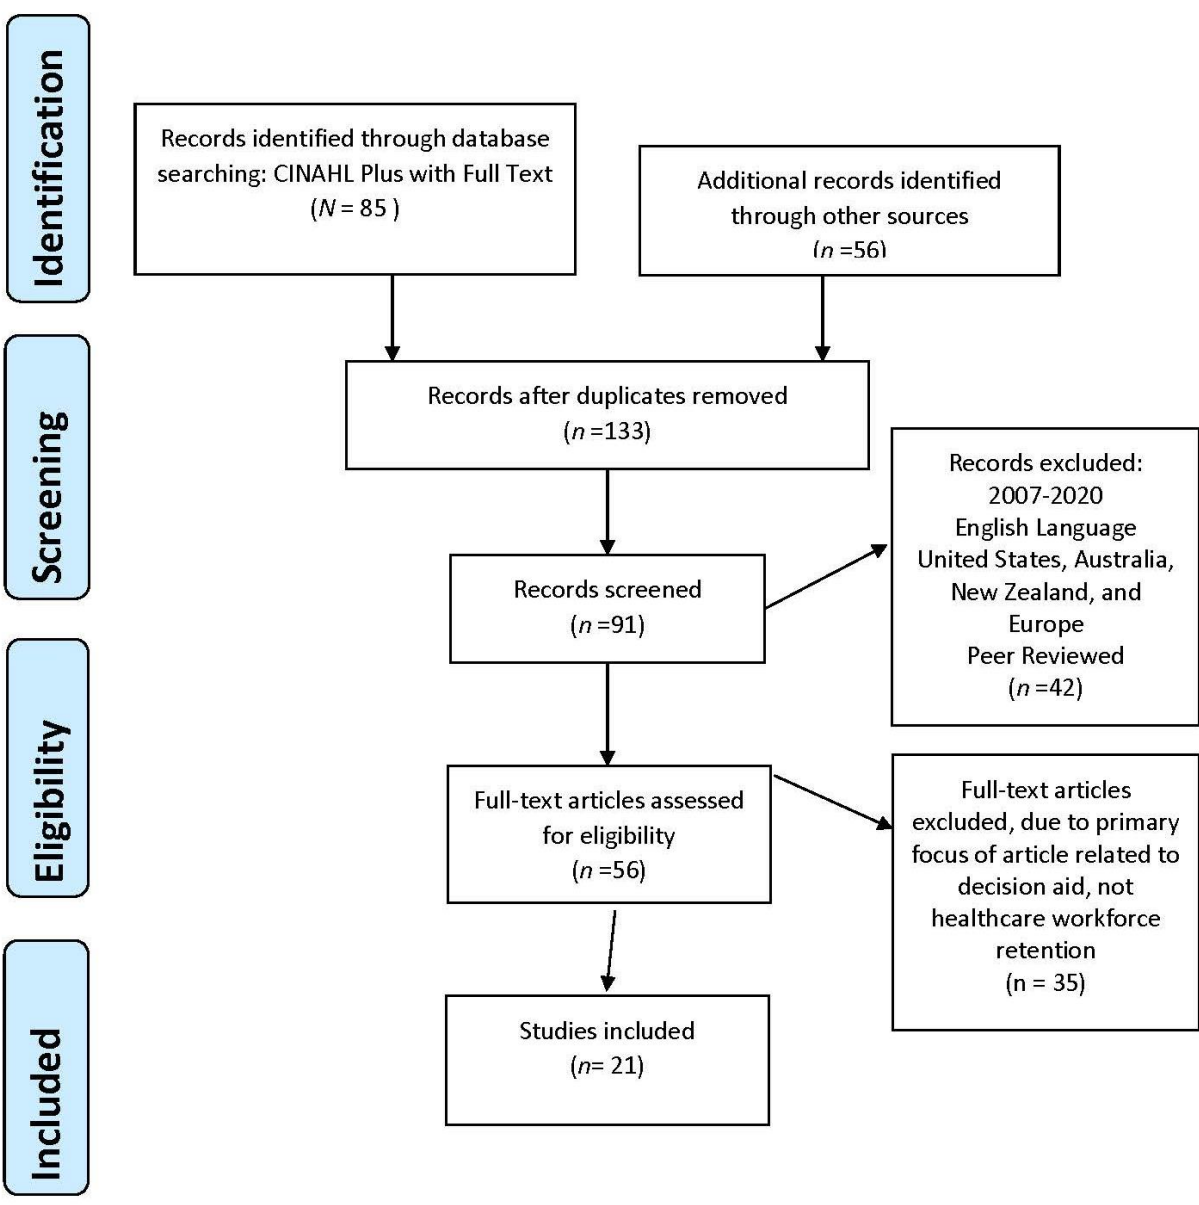 Identification
Records identified through database
searching: CINAHL Plus with Full Text
(N = 85 )
Additional records identified
through other sources
(n =56)
Screening
Records after duplicates removed
(n =133)
Records screened
(n =91)
Records excluded:
2007-2020
English Language
United States, Australia,
New Zealand, and
Europe
Peer Reviewed
(n =42)
Eligibility
Full-text articles assessed
for eligibility
(n =56)
Full-text articles
excluded, due to primary
focus of article related to
decision aid, not
healthcare workforce
retention
(n = 35)
Included
Studies included
(n= 21)